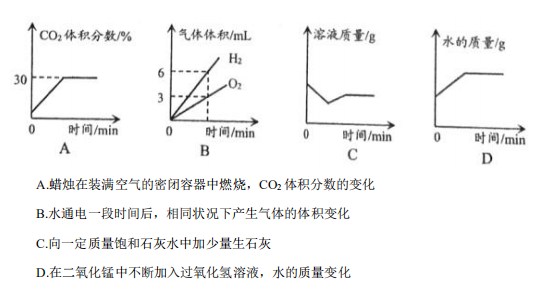 CO₂体积分数/%
30
0
时间/min
A
气体体积/mL
H₂
6
O₂
3
0
时间/min
B
溶液质量/g
0
时间/min
C
水的质量/g
0
时间/min
D
A.蜡烛在装满空气的密闭容器中燃烧，CO₂体积分数的变化
B.水通电一段时间后，相同状况下产生气体的体积变化
C.向一定质量饱和石灰水中加少量生石灰
D.在二氧化锰中不断加入过氧化氢溶液，水的质量变化